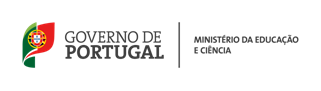 GOVERNO DE
PORTUGAL
MINISTÉRIO DA EDUCAÇÃO
E CIÊNCIA